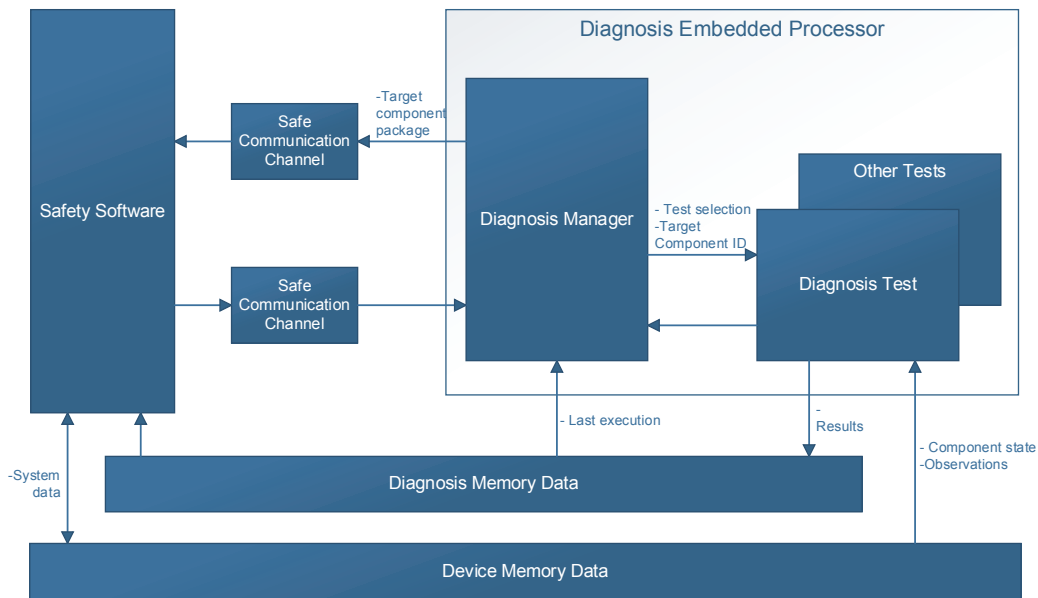 Diagnosis Embedded Processor
-Target
component
package
Safe
Communication
Channel
Other Tests
Safety Software
Diagnosis Manager
- Test selection
-Target
Component ID
Safe
Communication
Channel
Diagnosis Test
- Last execution
-
Results
- Component state
-Observations
-System
data
Diagnosis Memory Data
Device Memory Data